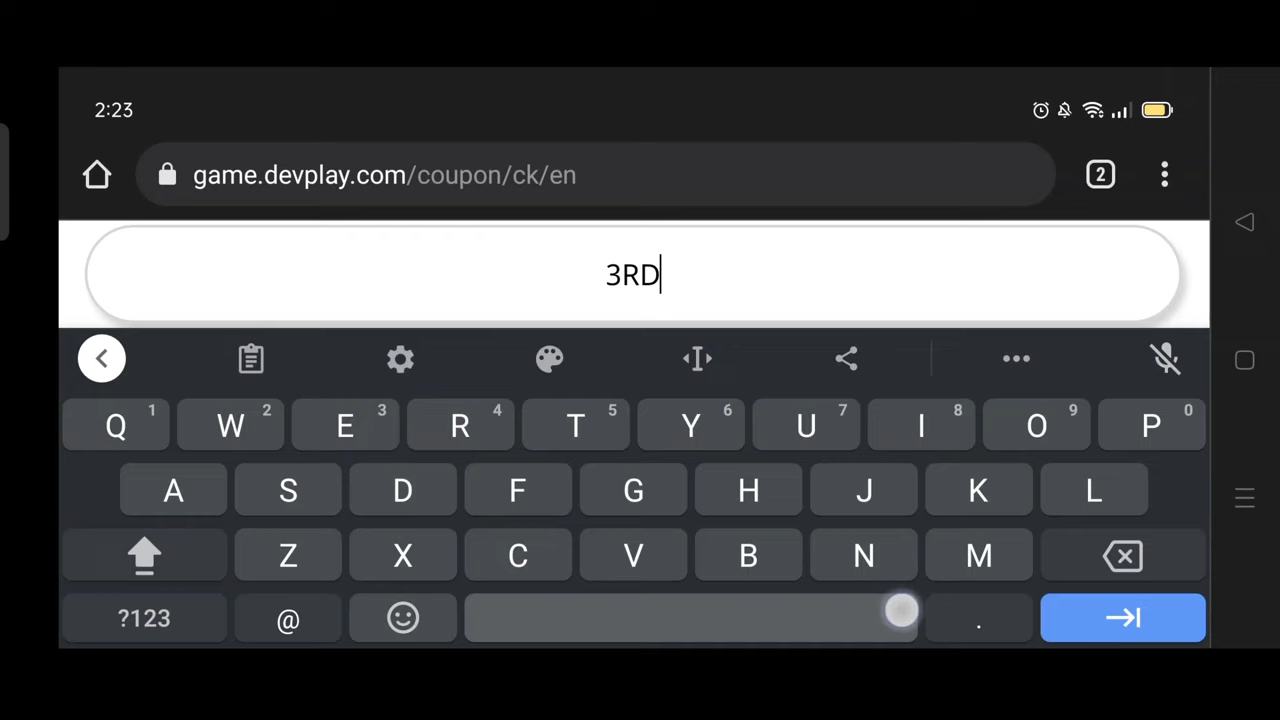 2:23
game.devplay.com/coupon/ck/en
2
3RD
Q 1 W 2 E 3 R 4 T 5 Y 6 U 7 I 8 O 9 P 0
A S D F G H J K L
Z X C V B N M
?123 @ .